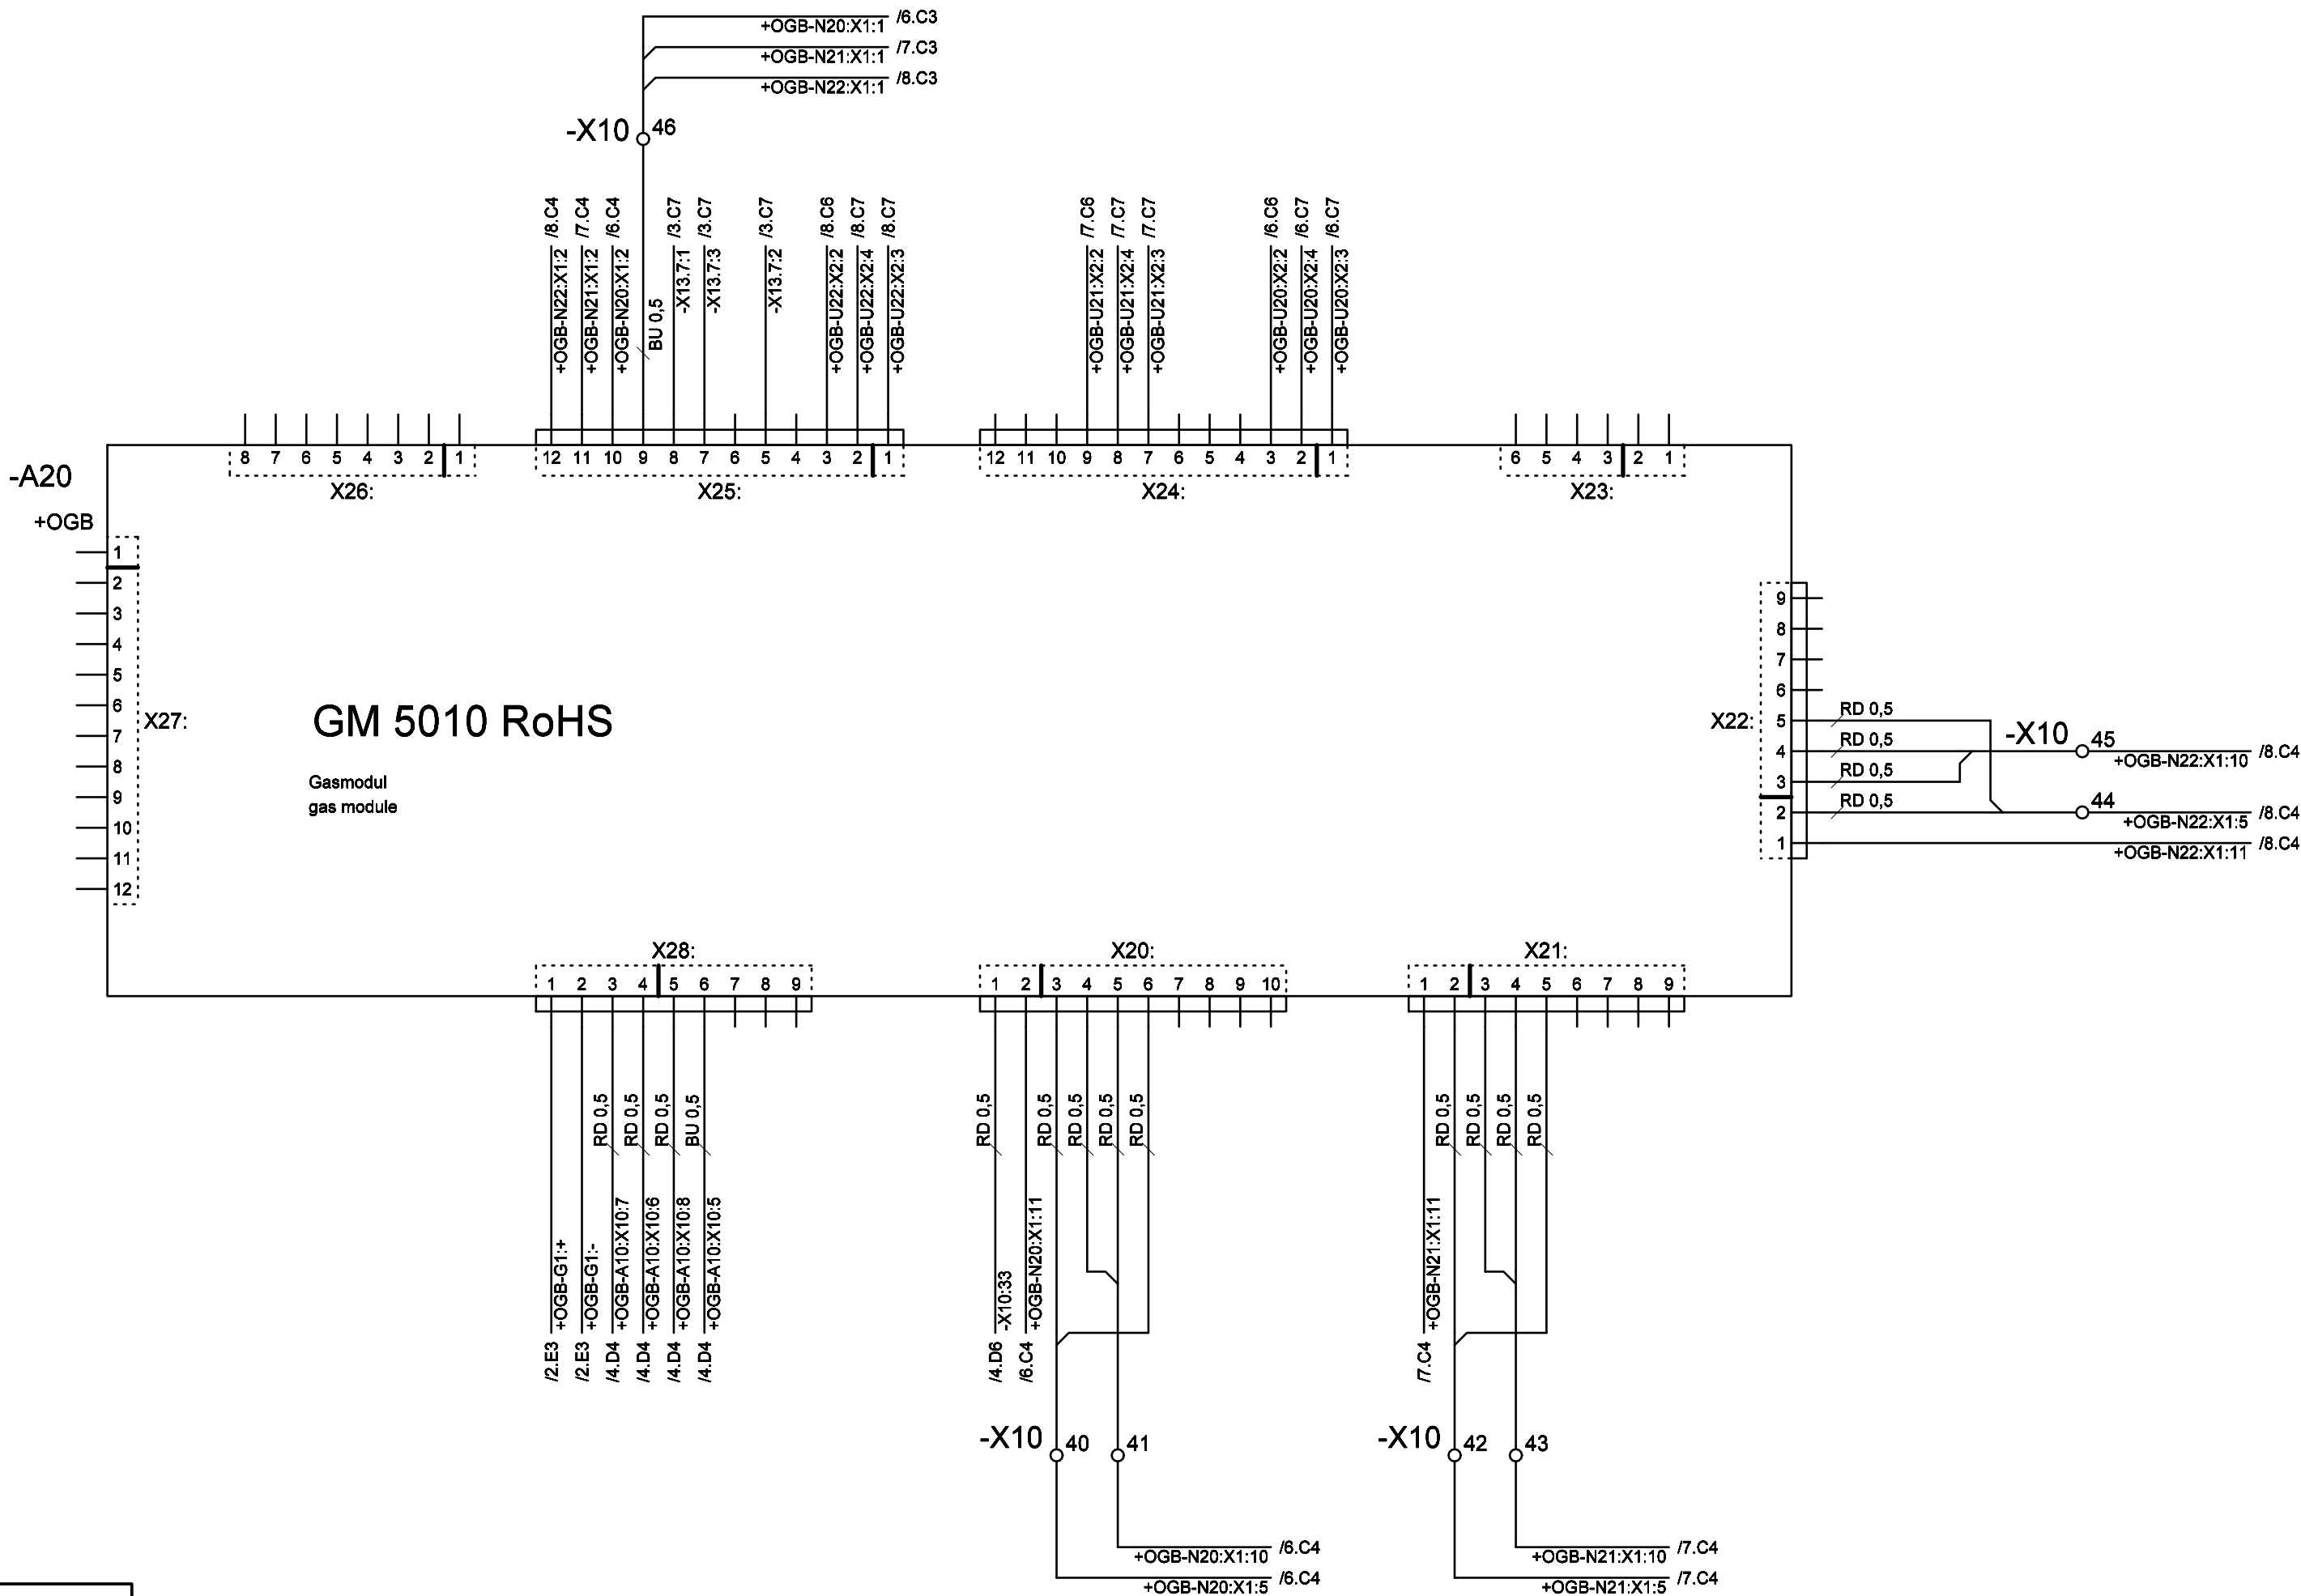 /6.C3
+OGB-N20:X1:1
/7.C3
+OGB-N21:X1:1
/8.C3
+OGB-N22:X1:1
-X10 46
/8.C4 /7.C4 /6.C4 /3.C7 /3.C7 /3.C7 /8.C6 /8.C7 /8.C7 /7.C6 /7.C7 /7.C7 /6.C6 /6.C7 /6.C7
+OGB-N22:X1:2 +OGB-N21:X1:2 +OGB-N20:X1:2 BU 0,5 -X13.7:1 -X13.7:3 -X13.7:2 +OGB-U22:X2:2 +OGB-U22:X2:4 +OGB-U22:X2:3 +OGB-U21:X2:2 +OGB-U21:X2:4 +OGB-U21:X2:3 +OGB-U20:X2:2 +OGB-U20:X2:4 +OGB-U20:X2:3
8 7 6 5 4 3 2 1 12 11 10 9 8 7 6 5 4 3 2 1 12 11 10 9 8 7 6 5 4 3 2 1 6 5 4 3 2 1
X26: X25: X24: X23:
-A20
+OGB
1
2
3
4
5
6
7
8
9
10
11
12
X27:
GM 5010 RoHS
Gasmodul
gas module
X22:
9
8
7
6
5 RD 0,5
4 RD 0,5 -X10 45 +OGB-N22:X1:10 /8.C4
3 RD 0,5
2 RD 0,5 44 +OGB-N22:X1:5 /8.C4
1 +OGB-N22:X1:11 /8.C4
X28: X20: X21:
1 2 3 4 5 6 7 8 9 1 2 3 4 5 6 7 8 9 10 1 2 3 4 5 6 7 8 9
RD 0,5 RD 0,5 RD 0,5 BU 0,5 RD 0,5 RD 0,5 RD 0,5 RD 0,5 RD 0,5 RD 0,5 RD 0,5 RD 0,5 RD 0,5
+OGB-G1:+ +OGB-G1:- +OGB-A10:X10:7 +OGB-A10:X10:6 +OGB-A10:X10:8 +OGB-A10:X10:5 -X10:33 +OGB-N20:X1:11 +OGB-N21:X1:11
/2.E3 /2.E3 /4.D4 /4.D4 /4.D4 /4.D4 /4.D6 /6.C4 /7.C4
-X10 40 41 -X10 42 43
+OGB-N20:X1:10 /6.C4 +OGB-N21:X1:10 /7.C4
+OGB-N20:X1:5 /6.C4 +OGB-N21:X1:5 /7.C4